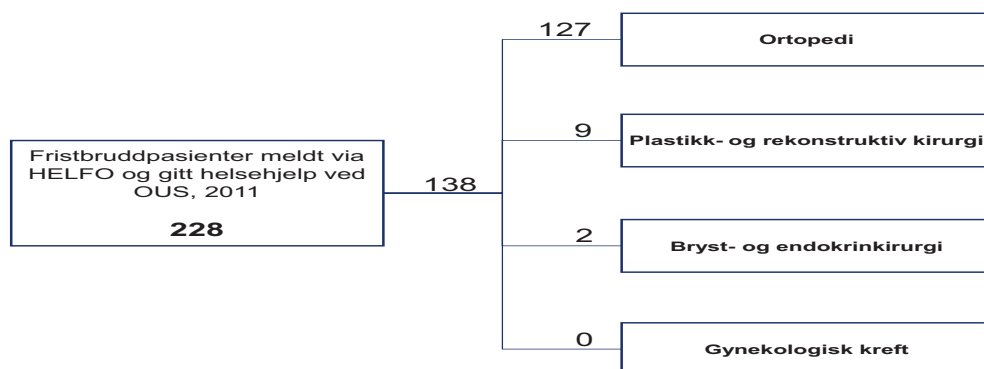 127
Ortopedi
9
Plastikk- og rekonstruktiv kirurgi
Fristbruddpasienter meldt via
HELFO og gitt helsehjelp ved
OUS, 2011
228
138
2
Bryst- og endokrinkirurgi
0
Gynekologisk kreft